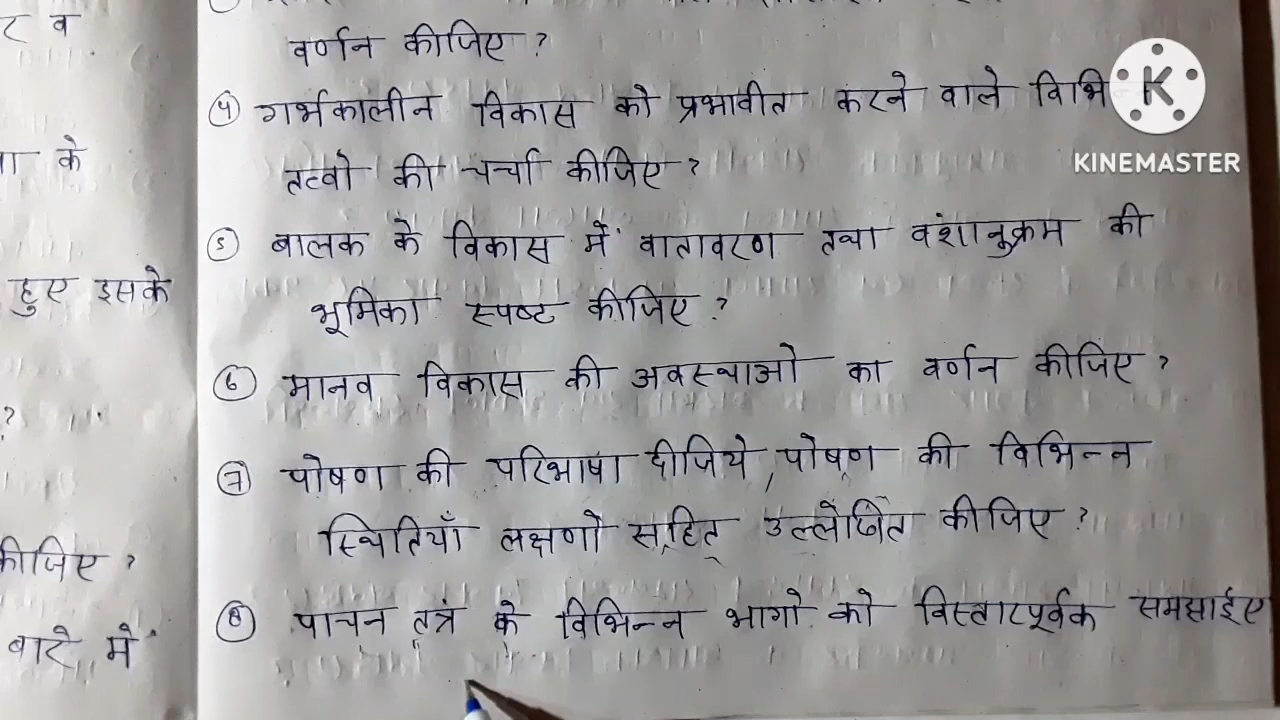 र व
वर्णन कीजिए ?
④ गर्भकालीन विकास को प्रभावीत करने वाले विभि
KINEMASTER
के
तत्वो की चर्चा कीजिए ?
⑤ बालक के विकास में वातावरण तथा वंशानुक्रम की
हुए इसके
भूमिका स्पष्ट कीजिए ?
⑥ मानव विकास की अवस्थाओ का वर्णन कीजिए ?
?
⑦ पोषण की परिभाषा दीजिये, पोषण की विभिन्न
स्थितियाँ लक्षणो सहित उल्लेखित कीजिए ?
कीजिए ?
⑧ पाचन तंत्र के विभिन्न भागो को विस्तारपूर्वक समझाईए
बारे में